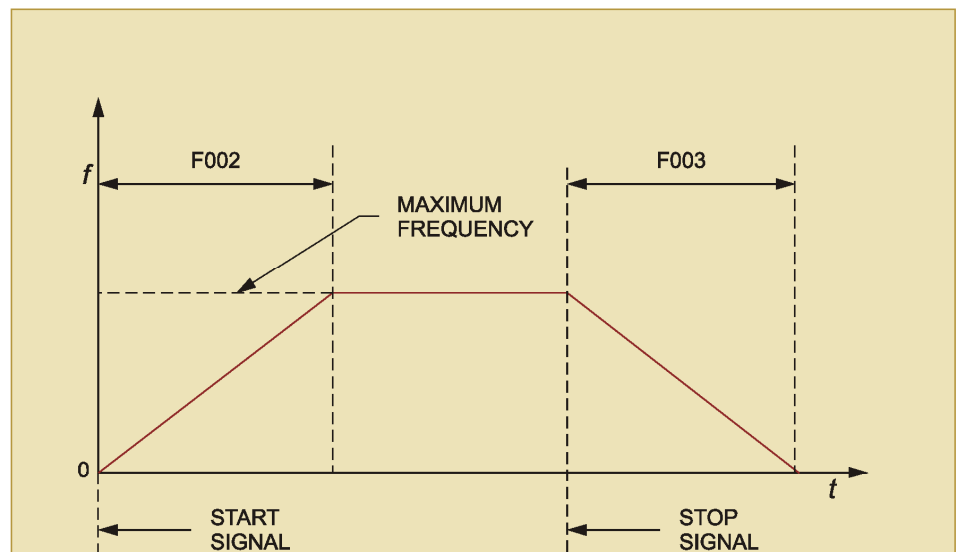 F002
F003
f
MAXIMUM
FREQUENCY
0
t
START
SIGNAL
STOP
SIGNAL